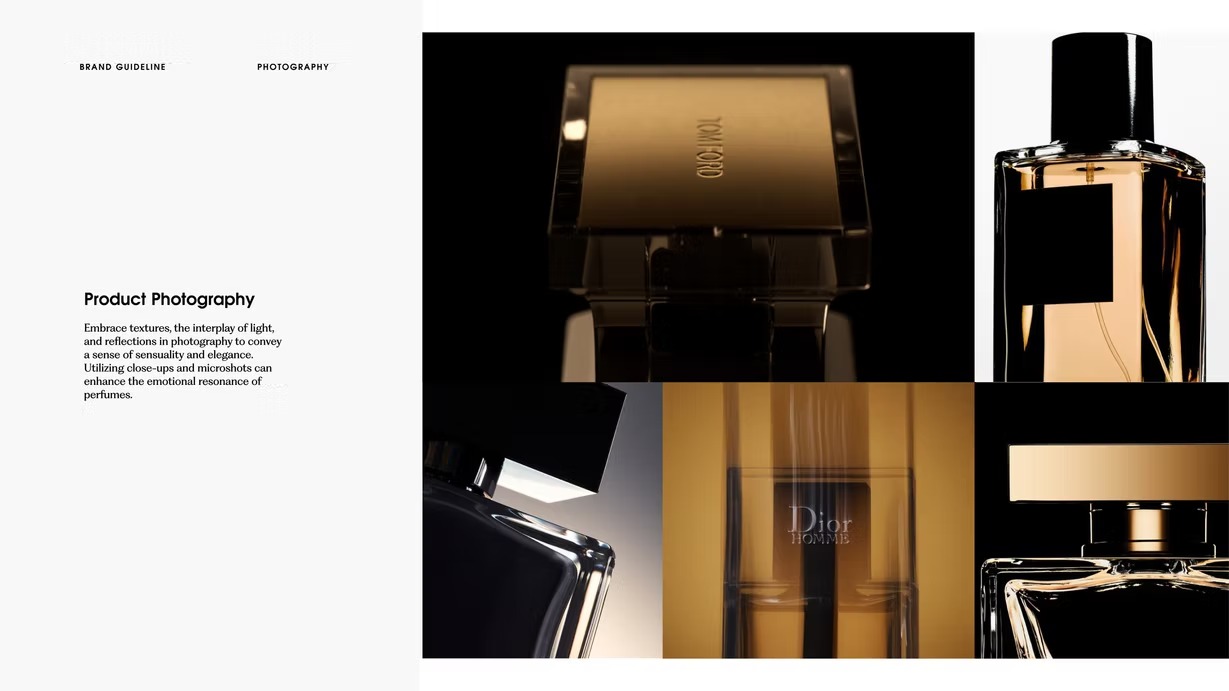 BRAND GUIDELINE
PHOTOGRAPHY
Product Photography
Embrace textures, the interplay of light,
and reflections in photography to convey
a sense of sensuality and elegance.
Utilizing close-ups and microshots can
enhance the emotional resonance of
perfumes.
TOM FORD
Dior
HOMME